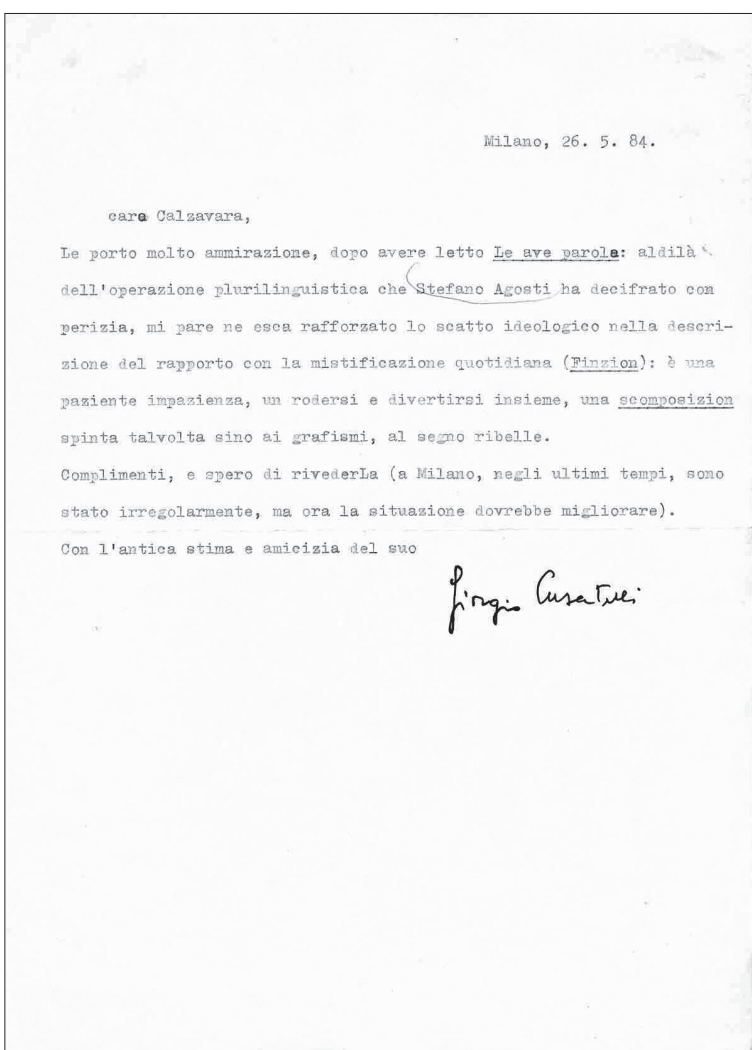 Milano, 26. 5. 84.
caro Calzavara,
Le porto molto ammirazione, dopo avere letto Le ave parole: aldilà
dell'operazione plurilinguistica che Stefano Agosti ha decifrato con
perizia, mi pare ne esca rafforzato lo scatto ideologico nella descri-
zione del rapporto con la mistificazione quotidiana (Finzion): è una
paziente impazienza, un rodersi e divertirsi insieme, una scomposizion
spinta talvolta sino ai grafismi, al segno ribelle.
Complimenti, e spero di rivederLa (a Milano, negli ultimi tempi, sono
stato irregolarmente, ma ora la situazione dovrebbe migliorare).
Con l'antica stima e amicizia del suo
Giorgio Cusatelli